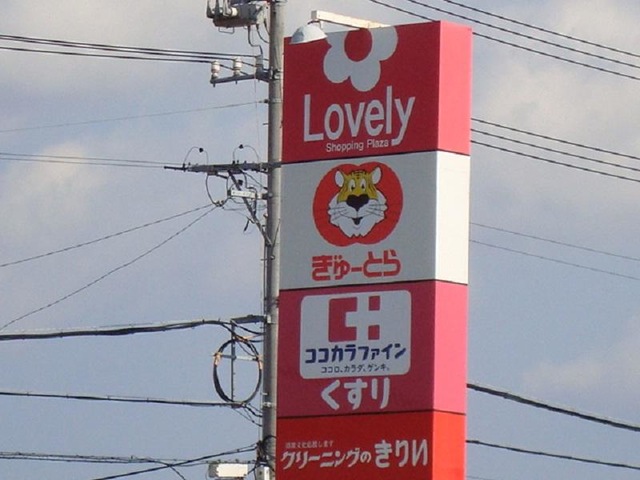 Lovely
Shopping Plaza
ぎゅーとら
ココカラファイン
ココロ、カラダ、ゲンキ。
くすり
クリーニングのきりい